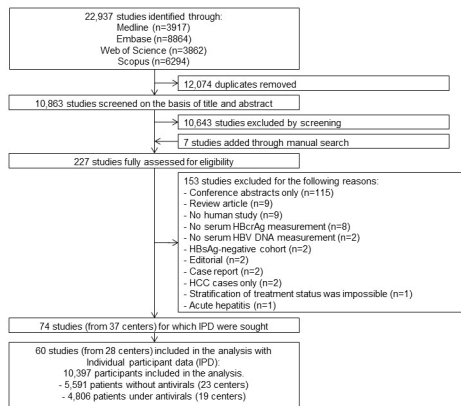 22,937 studies identified through:
Medline (n=3917)
Embase (n=8864)
Web of Science (n=3862)
Scopus (n=6294)
12,074 duplicates removed
10,863 studies screened on the basis of title and abstract
10,643 studies excluded by screening
7 studies added through manual search
227 studies fully assessed for eligibility
153 studies excluded for the following reasons:
- Conference abstracts only (n=115)
- Review article (n=9)
- No human study (n=9)
- No serum HBcrAg measurement (n=8)
- No serum HBV DNA measurement (n=2)
- HBsAg-negative cohort (n=2)
- Editorial (n=2)
- Case report (n=2)
- HCC cases only (n=2)
- Stratification of treatment status was impossible (n=1)
- Acute hepatitis (n=1)
74 studies (from 37 centers) for which IPD were sought
60 studies (from 28 centers) included in the analysis with
Individual participant data (IPD):
10,397 participants included in the analysis.
- 5,591 patients without antivirals (23 centers)
- 4,806 patients under antivirals (19 centers)